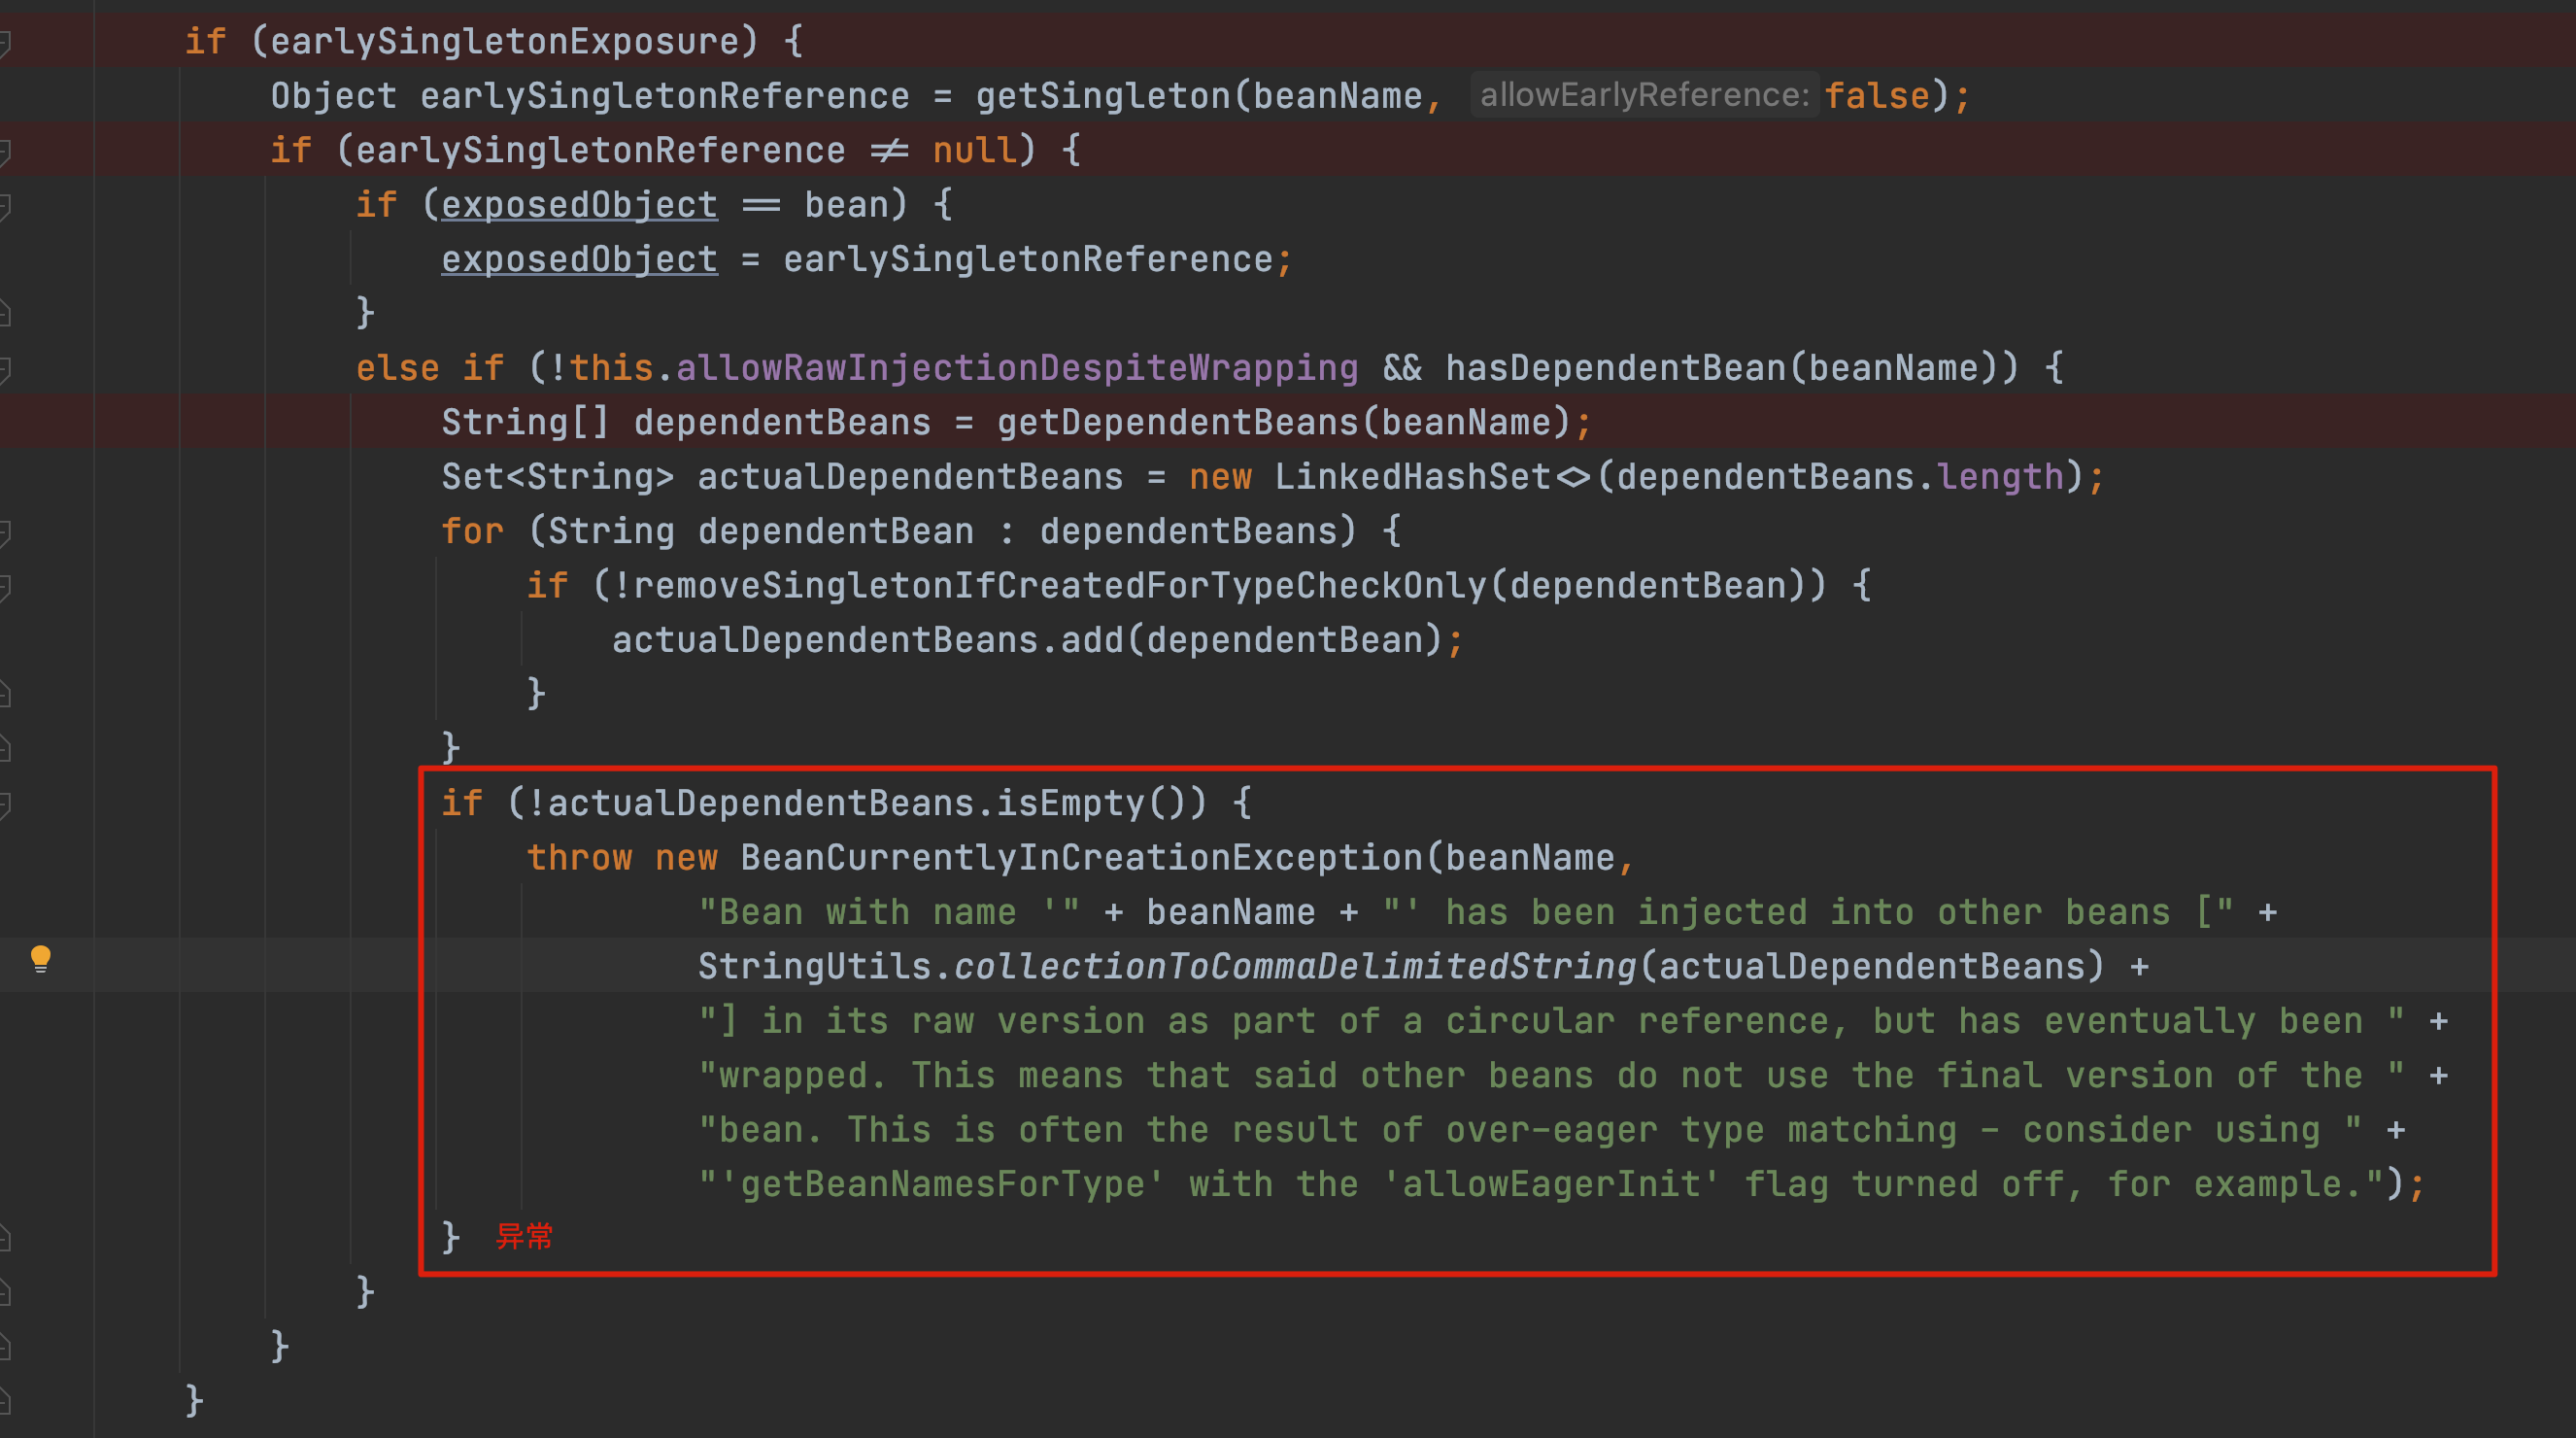 if (earlySingletonExposure) {
Object earlySingletonReference = getSingleton(beanName, allowEarlyReference: false);
if (earlySingletonReference ≠ null) {
if (exposedObject == bean) {
exposedObject = earlySingletonReference;
}
else if (!this.allowRawInjectionDespiteWrapping && hasDependentBean(beanName)) {
String[] dependentBeans = getDependentBeans(beanName);
Set<String> actualDependentBeans = new LinkedHashSet<>(dependentBeans.length);
for (String dependentBean : dependentBeans) {
if (!removeSingletonIfCreatedForTypeCheckOnly(dependentBean)) {
actualDependentBeans.add(dependentBean);
}
}
if (!actualDependentBeans.isEmpty()) {
throw new BeanCurrentlyInCreationException(beanName,
"Bean with name '" + beanName + "' has been injected into other beans [" +
StringUtils.collectionToCommaDelimitedString(actualDependentBeans) +
"] in its raw version as part of a circular reference, but has eventually been " +
"wrapped. This means that said other beans do not use the final version of the " +
"bean. This is often the result of over-eager type matching - consider using " +
"'getBeanNamesForType' with the 'allowEagerInit' flag turned off, for example.");
} 异常
}
}
}